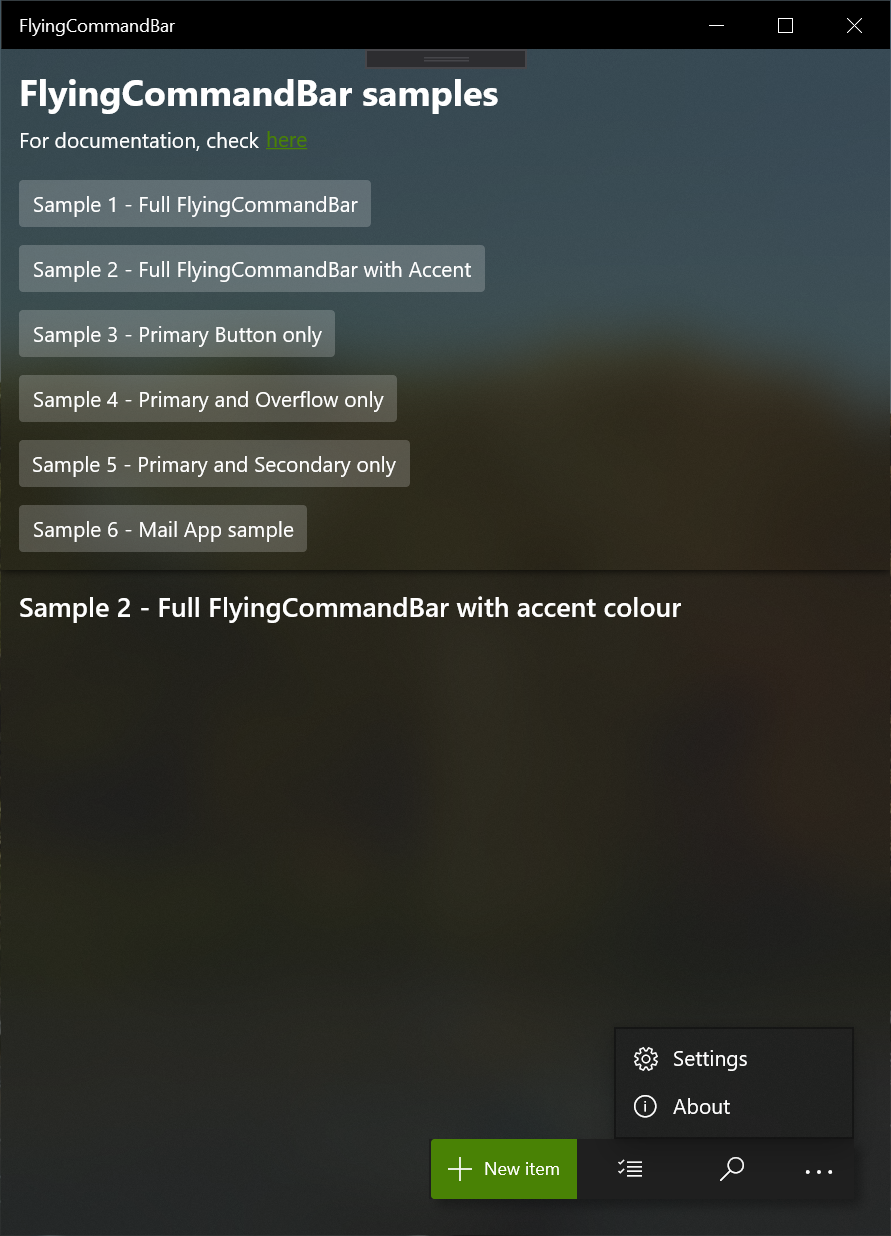 FlyingCommandBar
FlyingCommandBar samples
For documentation, check here
Sample 1 - Full FlyingCommandBar
Sample 2 - Full FlyingCommandBar with Accent
Sample 3 - Primary Button only
Sample 4 - Primary and Overflow only
Sample 5 - Primary and Secondary only
Sample 6 - Mail App sample
Sample 2 - Full FlyingCommandBar with accent colour
Settings
About
New item